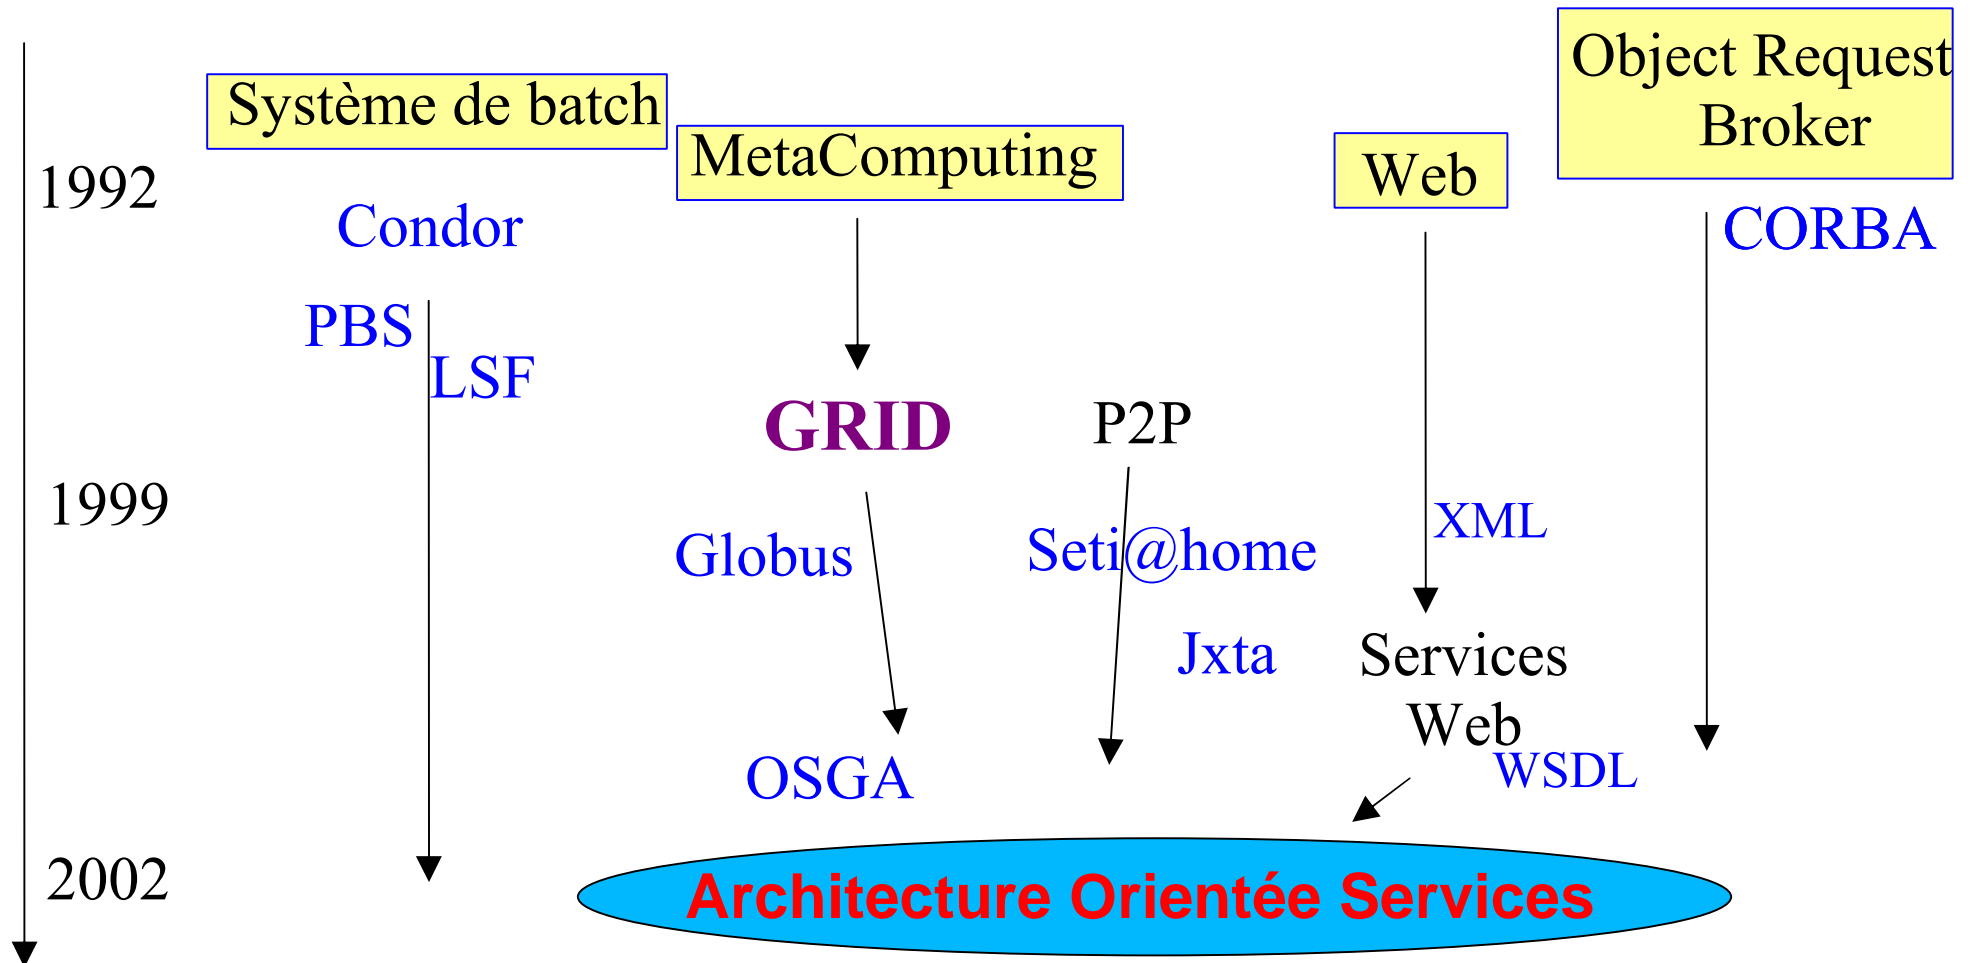 Object Request
Broker
Système de batch
MetaComputing
Web
1992
Condor
CORBA
PBS
LSF
GRID
P2P
1999
XML
Globus
Seti@home
Jxta
Services
Web
OSGA
WSDL
2002
Architecture Orientée Services